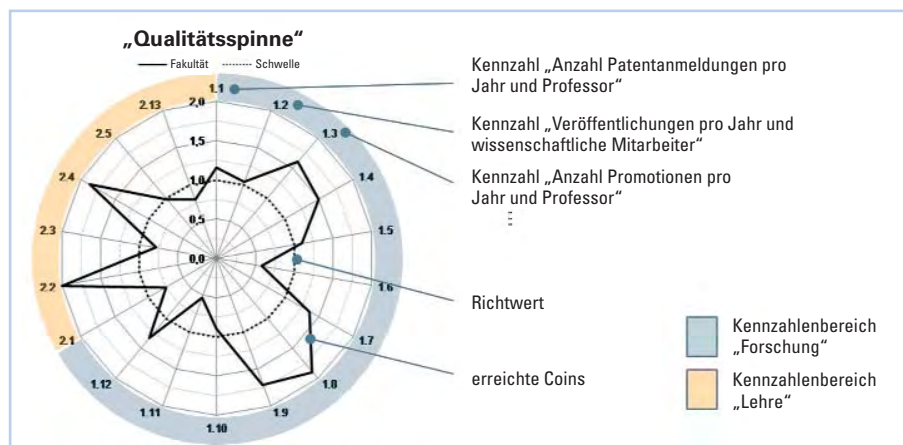 „Qualitätsspinne“
Fakultät
Schwelle
1.1
1.2
1.3
1.4
1.5
1.6
1.7
1.8
1.9
1.10
1.11
1.12
2.1
2.2
2.3
2.4
2.5
2.13
2,0
1,5
1,0
0,5
0,0
Kennzahl „Anzahl Patentanmeldungen pro
Jahr und Professor“
Kennzahl „Veröffentlichungen pro Jahr und
wissenschaftliche Mitarbeiter“
Kennzahl „Anzahl Promotionen pro
Jahr und Professor“
Richtwert
erreichte Coins
Kennzahlenbereich
„Forschung“
Kennzahlenbereich
„Lehre“